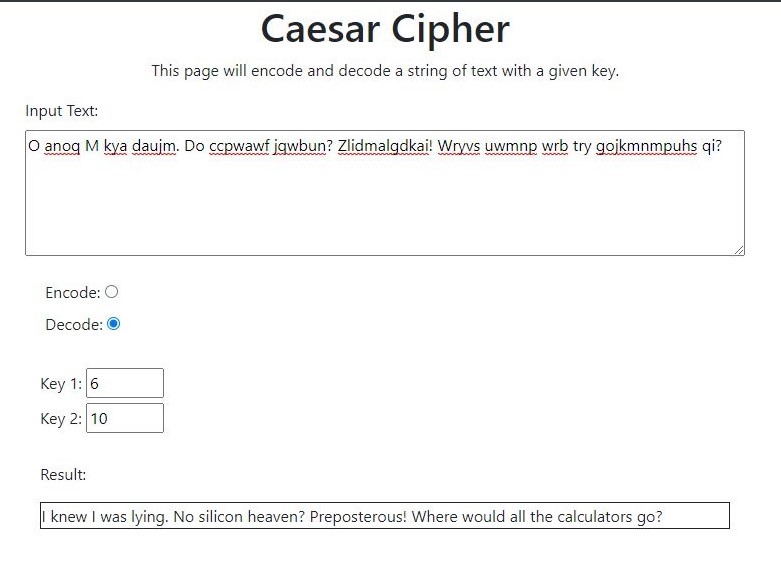 Caesar Cipher
This page will encode and decode a string of text with a given key.
Input Text:
O anoq M kya daujm. Do ccpwawf jqwbun? Zlidmalgdkai! Wryvs uwmnp wrb try gojkmnmpuhs qi?
Encode:
Decode:
Key 1: 6
Key 2: 10
Result:
I knew I was lying. No silicon heaven? Preposterous! Where would all the calculators go?